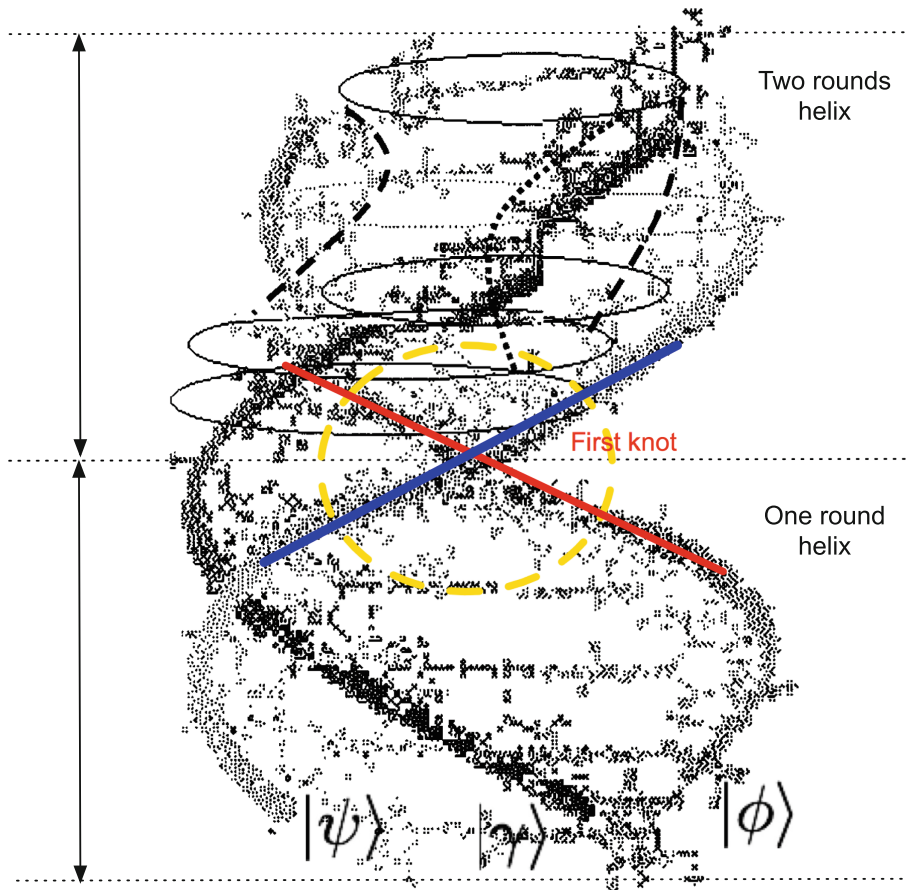 Two rounds
helix
First knot
One round
helix
|ψ⟩ |γ⟩ |ϕ⟩